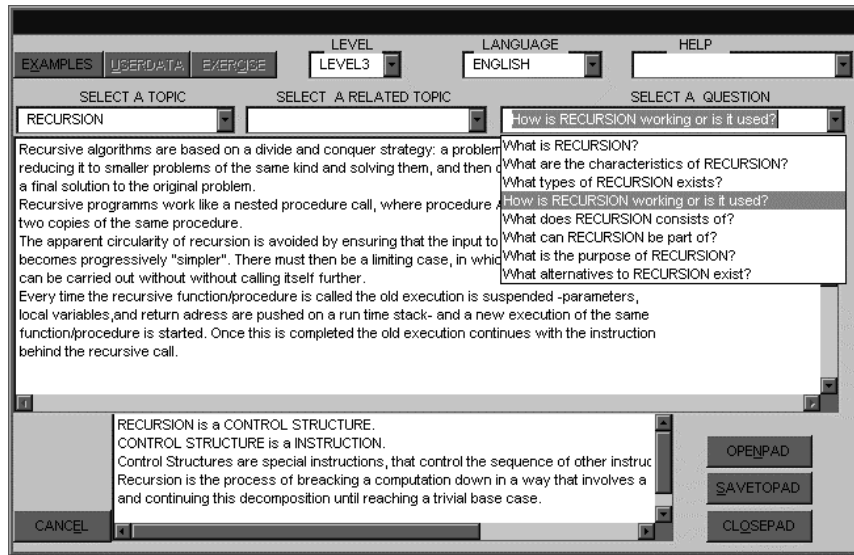 LEVEL LANGUAGE HELP
EXAMPLES USERDATA EXERCISE LEVEL3 ENGLISH
SELECT A TOPIC SELECT A RELATED TOPIC SELECT A QUESTION
RECURSION How is RECURSION working or is it used?
What is RECURSION?
What are the characteristics of RECURSION?
What types of RECURSION exists?
How is RECURSION working or is it used?
What does RECURSION consists of?
What can RECURSION be part of?
What is the purpose of RECURSION?
What alternatives to RECURSION exist?
Recursive algorithms are based on a divide and conquer strategy: a problem
reducing it to smaller problems of the same kind and solving them, and then
a final solution to the original problem.
Recursive programms work like a nested procedure call, where procedure
two copies of the same procedure.
The apparent circularity of recursion is avoided by ensuring that the input to
becomes progressively "simpler". There must then be a limiting case, in
can be carried out without without calling itself further.
Every time the recursive function/procedure is called the old execution is suspended -parameters,
local variables,and return adress are pushed on a run time stack- and a new execution of the same
function/procedure is started. Once this is completed the old execution continues with the instruction
behind the recursive call.
RECURSION is a CONTROL STRUCTURE.
CONTROL STRUCTURE is a INSTRUCTION.
Control Structures are special instructions, that control the sequence of other
Recursion is the process of breacking a computation down in a way that involves a
and continuing this decomposition until reaching a trivial base case.
OPENPAD
SAVETOPAD
CANCEL CLOSEPAD